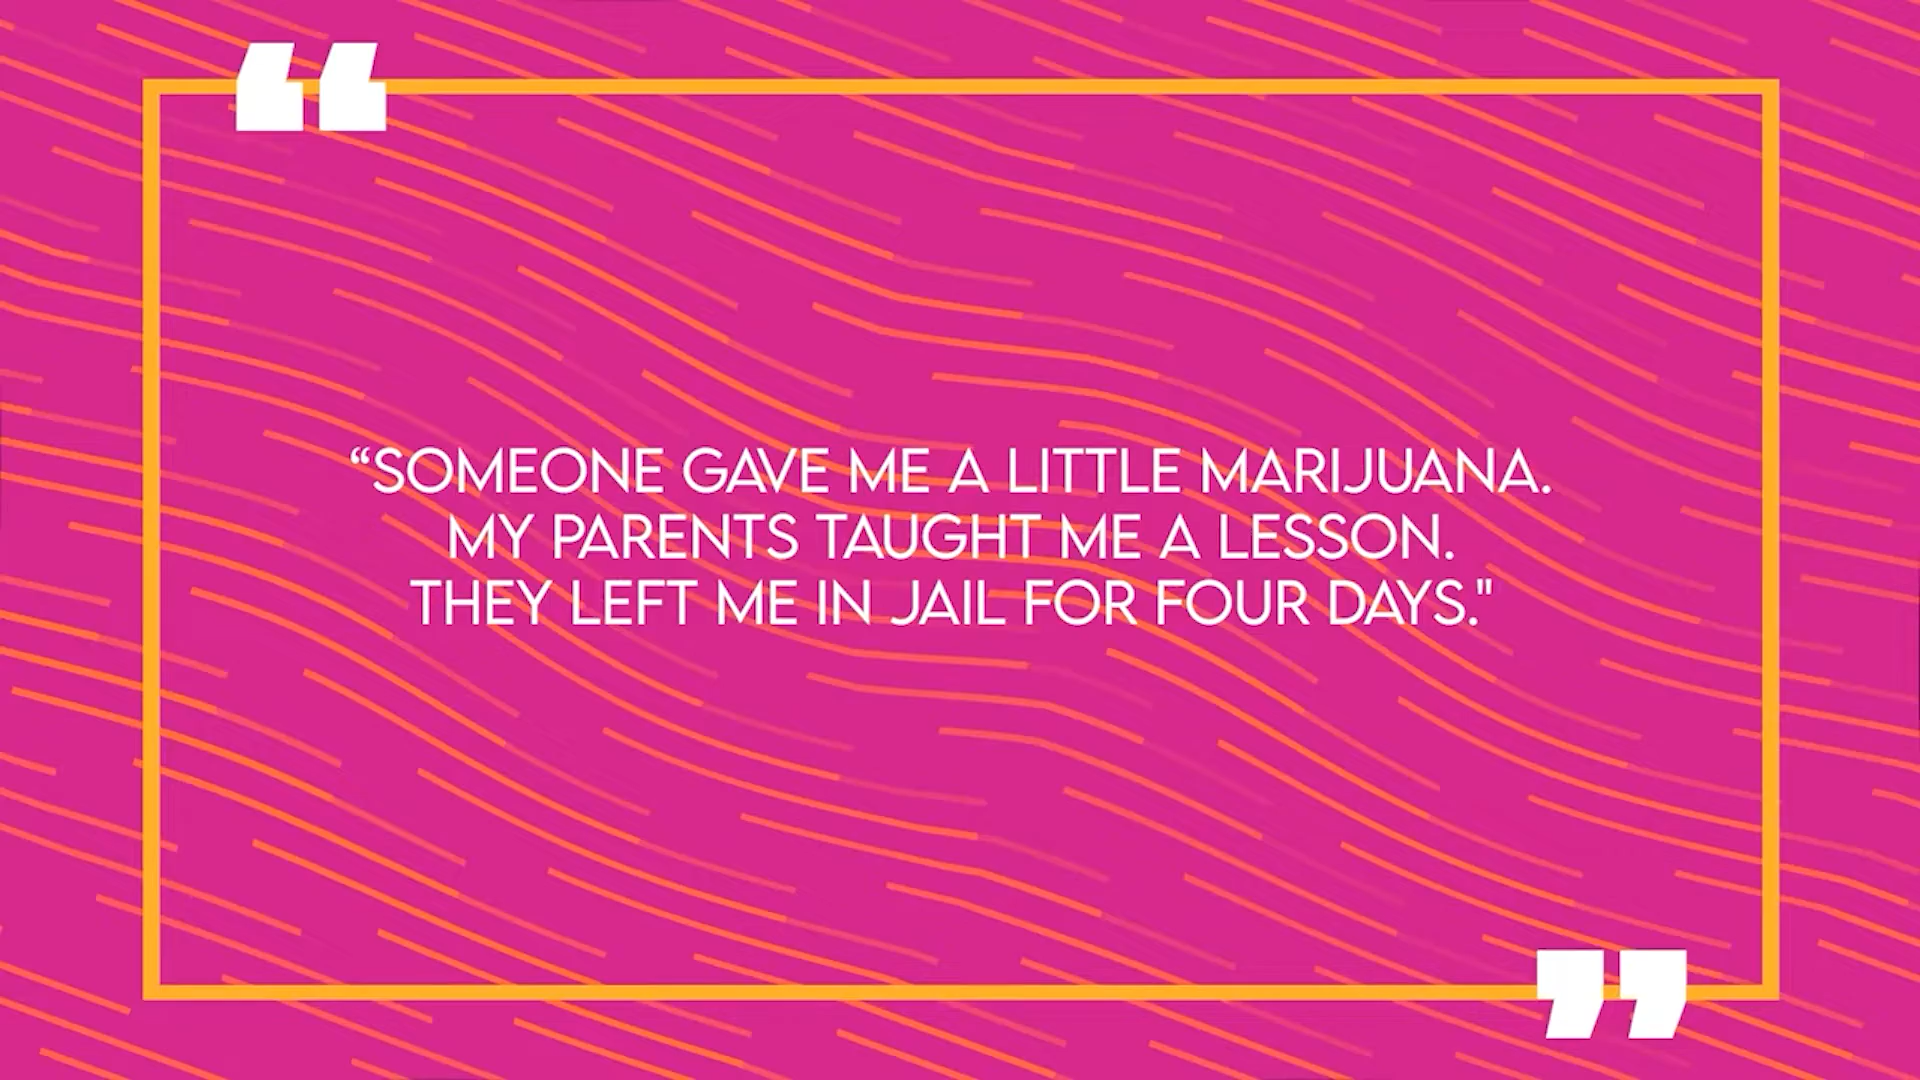 “SOMEONE GAVE ME A LITTLE MARIJUANA.
MY PARENTS TAUGHT ME A LESSON.
THEY LEFT ME IN JAIL FOR FOUR DAYS."